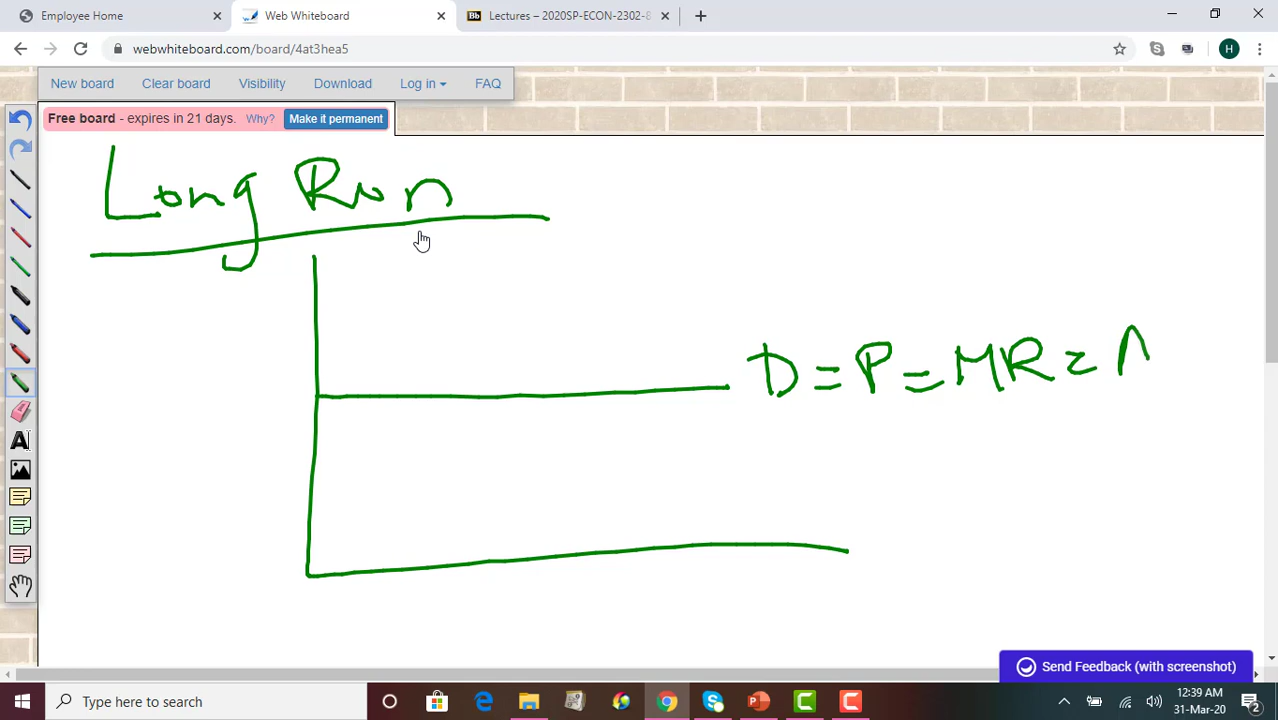 Employee Home
Web Whiteboard
Lectures – 2020SP-ECON-2302-8
webwhiteboard.com/board/4at3hea5
H
New board Clear board Visibility Download Log in FAQ
Free board - expires in 21 days. Why? Make it permanent
Long Run
D = P = MR = A
A
Send Feedback (with screenshot)
Type here to search
12:39 AM
31-Mar-20
2